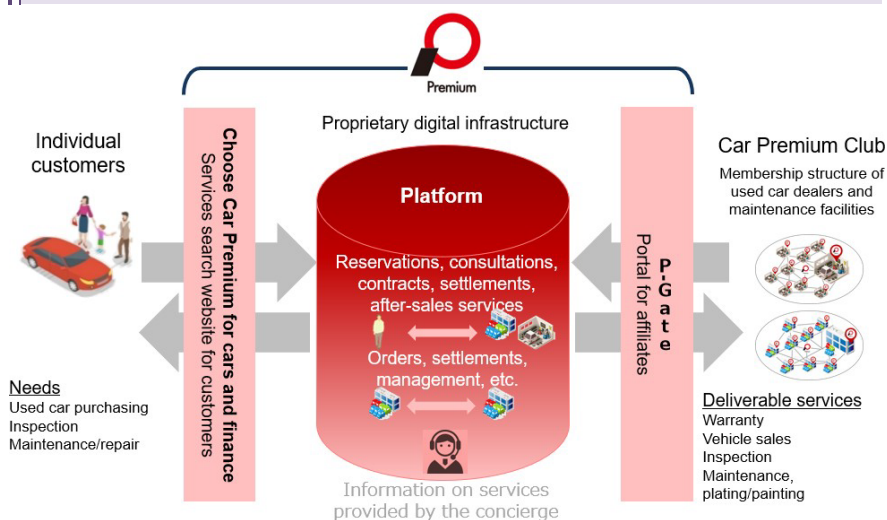 Premium
Individual
customers
Choose Car Premium for cars and finance
Services search website for customers
Proprietary digital infrastructure
Platform
Reservations, consultations,
contracts, settlements,
after-sales services
Orders, settlements,
management, etc.
Information on services
provided by the concierge
P-Gate
Portal for affiliates
Car Premium Club
Membership structure of
used car dealers and
maintenance facilities
Needs
Used car purchasing
Inspection
Maintenance/repair
Deliverable services
Warranty
Vehicle sales
Inspection
Maintenance,
plating/painting